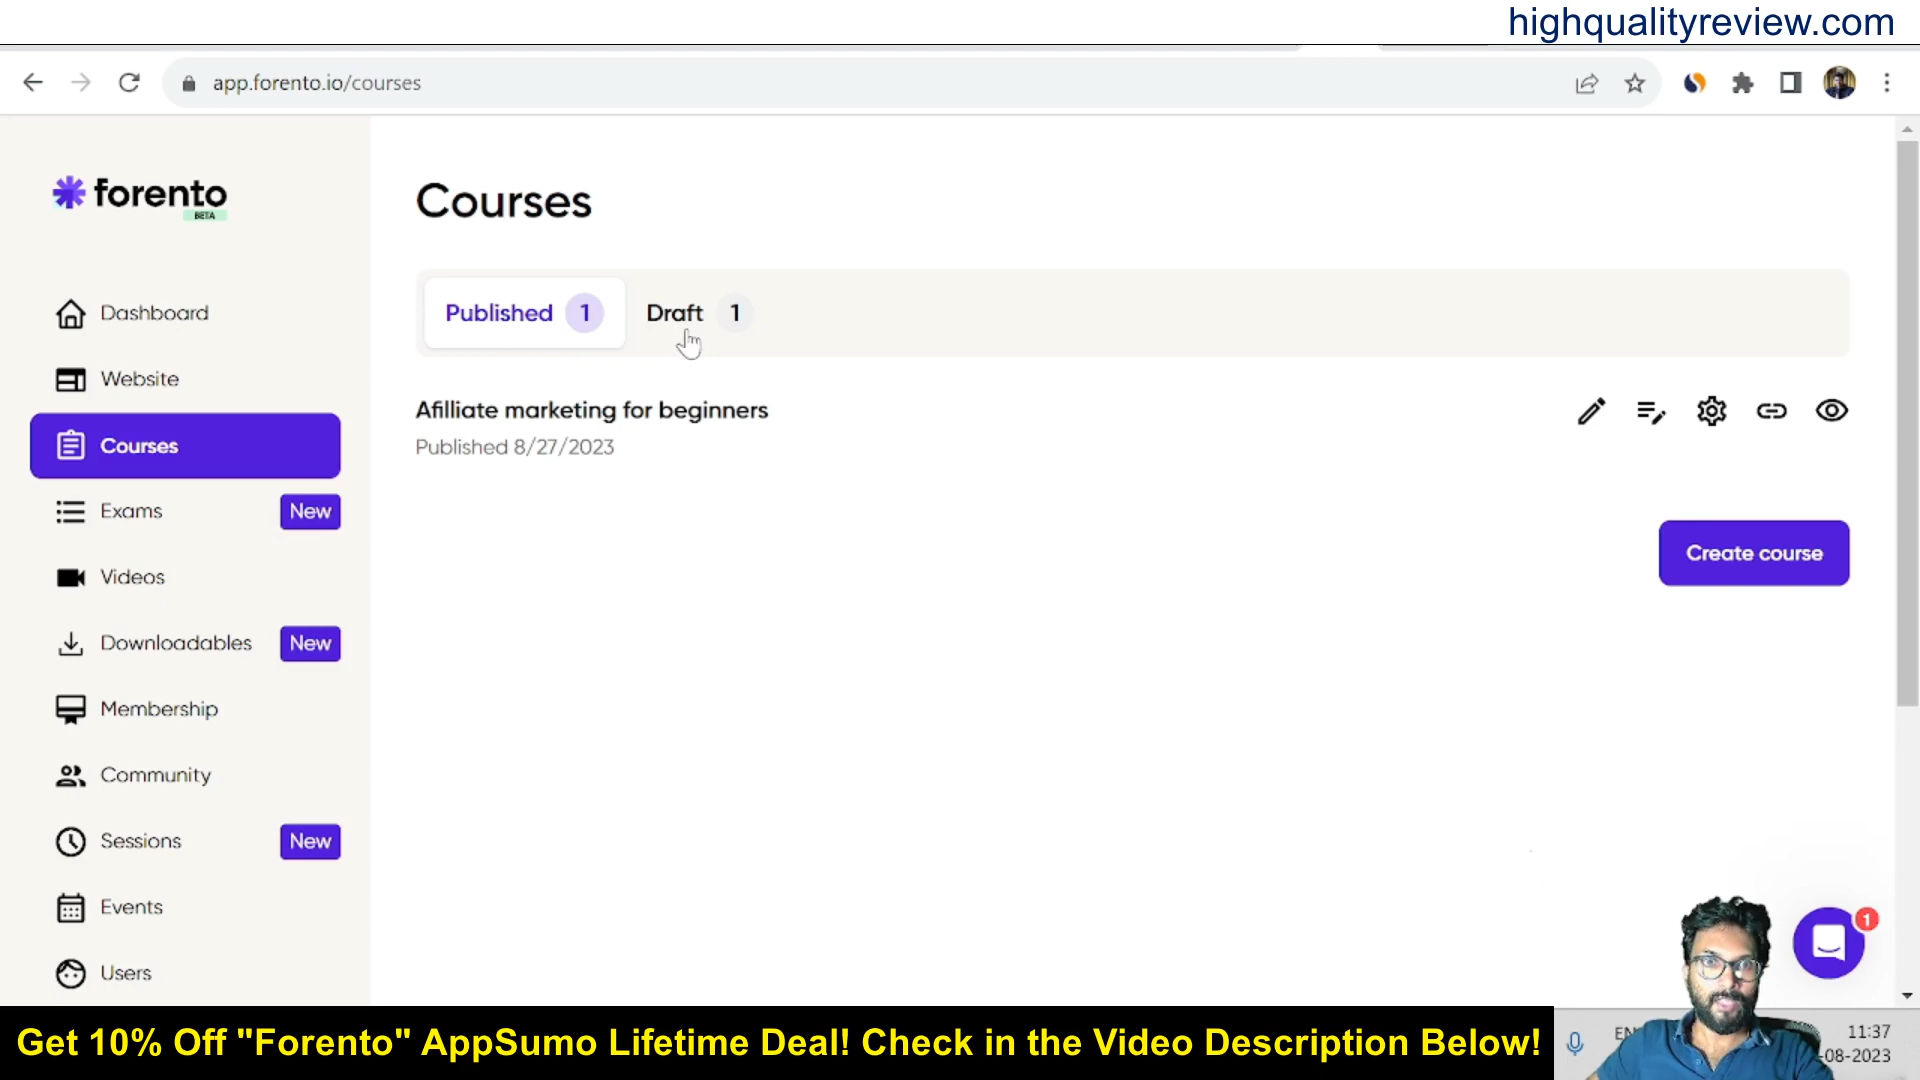 highqualityreview.com
app.forento.io/courses
forento
BETA
Courses
Published 1 Draft 1
Dashboard
Website
Afilliate marketing for beginners
Published 8/27/2023
Courses
Exams New
Create course
Videos
Downloadables New
Membership
Community
Sessions New
Events
1
Users
Get 10% Off "Forento" AppSumo Lifetime Deal! Check in the Video Description Below!
11:37
-08-2023